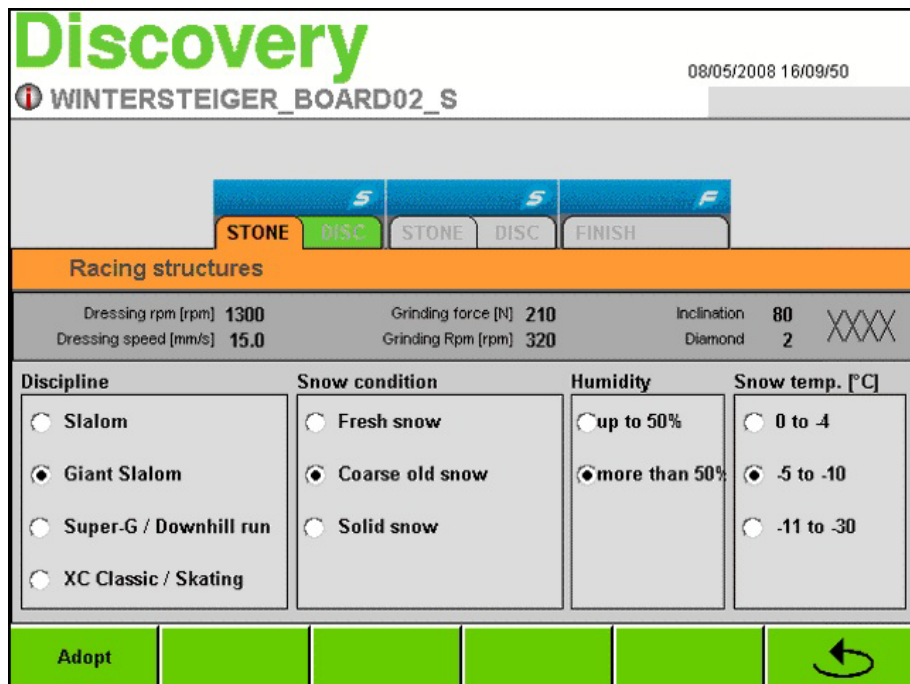 Discovery
08/05/2008 16/09/50
WINTERSTEIGER_BOARD02_S
S S F
STONE DISC STONE DISC FINISH
Racing structures
Dressing rpm [rpm] 1300 Grinding force [N] 210 Inclination 80
Dressing speed [mm/s] 15.0 Grinding Rpm [rpm] 320 Diamond 2
Discipline Snow condition Humidity Snow temp. [°C]
Slalom Fresh snow up to 50% 0 to -4
Giant Slalom Coarse old snow more than 50% -5 to -10
Super-G / Downhill run Solid snow -11 to -30
XC Classic / Skating
Adopt